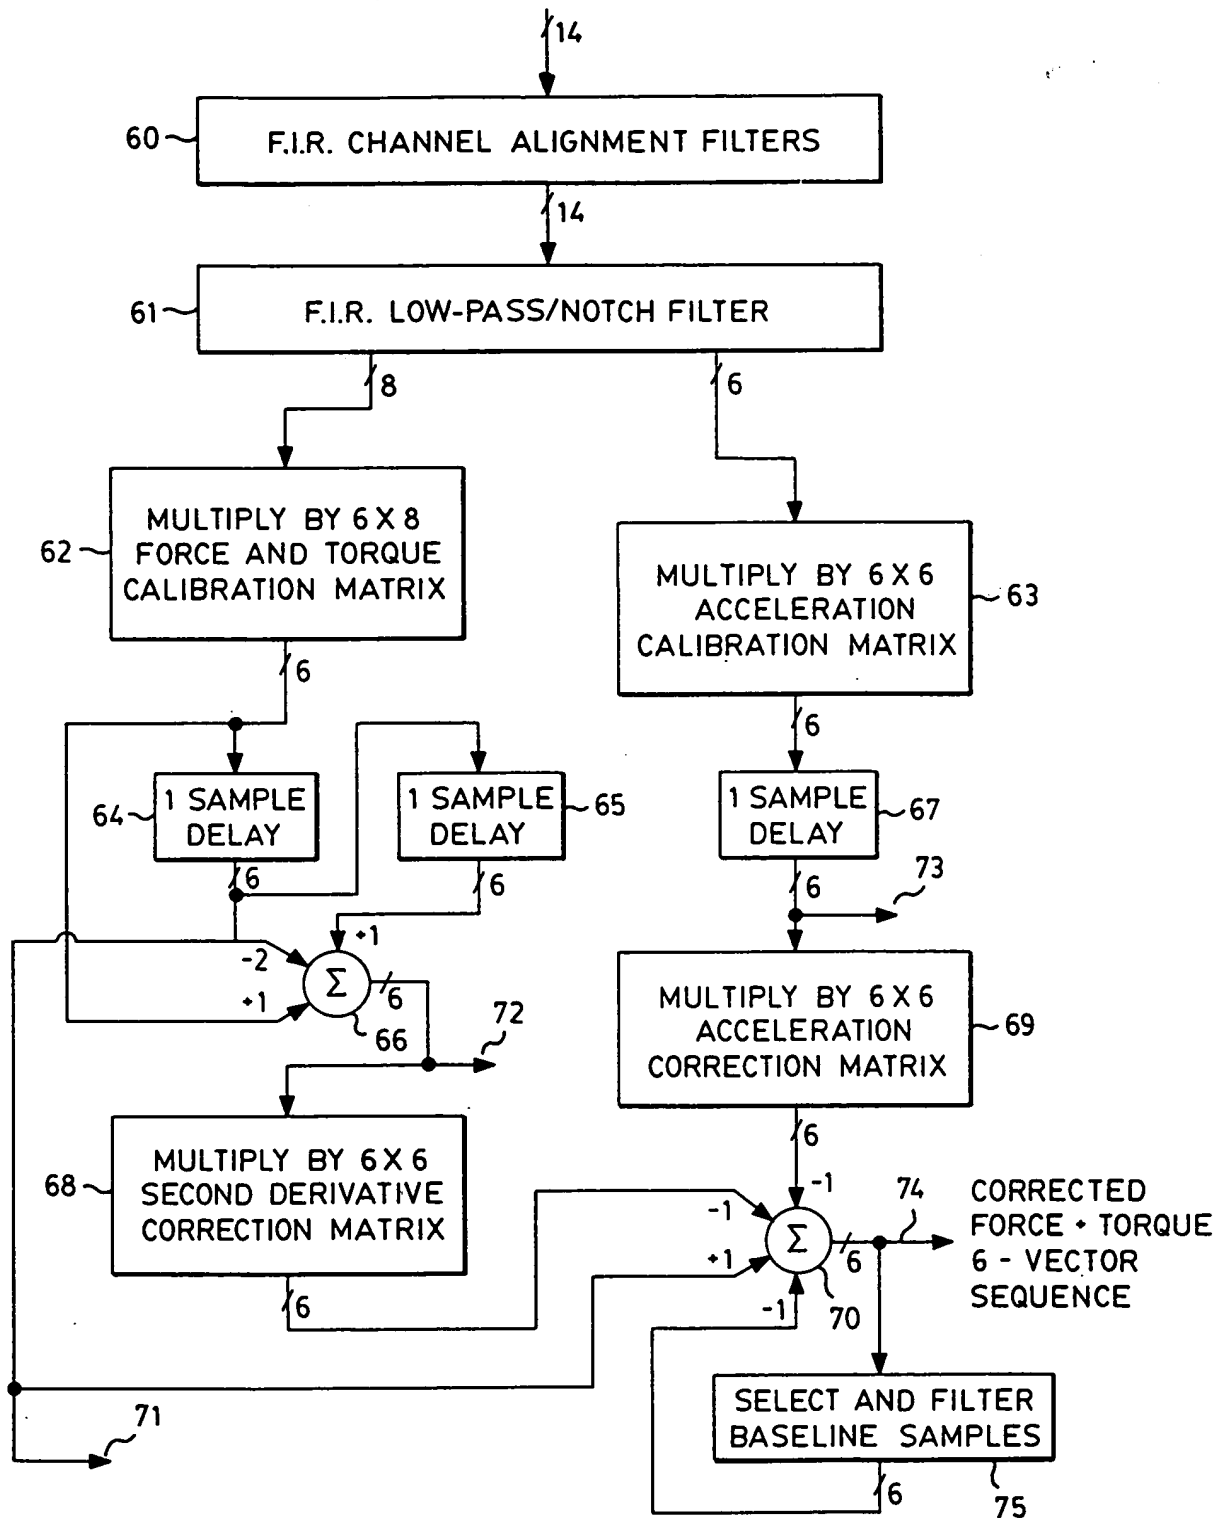 14
60
F.I.R. CHANNEL ALIGNMENT FILTERS
14
61
F.I.R. LOW-PASS/NOTCH FILTER
8
6
62
MULTIPLY BY 6 X 8
FORCE AND TORQUE
CALIBRATION MATRIX
63
MULTIPLY BY 6 X 6
ACCELERATION
CALIBRATION MATRIX
6
6
64
1 SAMPLE
DELAY
65
1 SAMPLE
DELAY
67
1 SAMPLE
DELAY
6
6
6
73
+1
-2
+1
Σ
6
66
72
69
MULTIPLY BY 6 X 6
ACCELERATION
CORRECTION MATRIX
6
68
MULTIPLY BY 6 X 6
SECOND DERIVATIVE
CORRECTION MATRIX
6
-1
-1
+1
-1
Σ
6
70
74
CORRECTED
FORCE + TORQUE
6 - VECTOR
SEQUENCE
71
SELECT AND FILTER
BASELINE SAMPLES
6
75